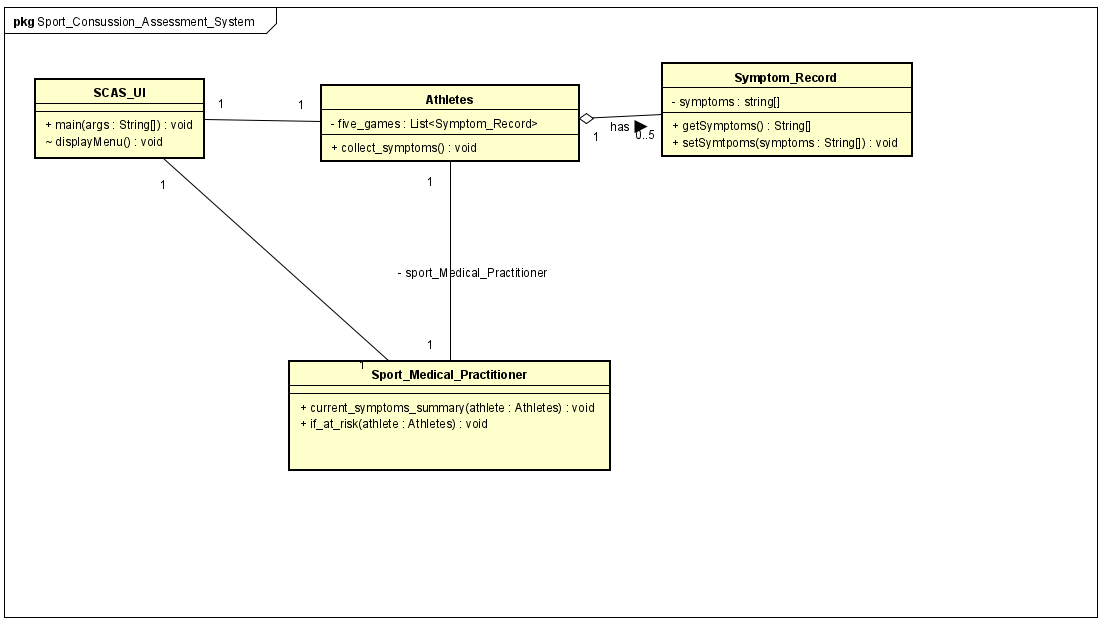 pkg Sport_Consussion_Assessment_System
SCAS_UI
+ main(args : String[]) : void
~ displayMenu() : void
1
1
Athletes
- five_games : List<Symptom_Record>
+ collect_symptoms() : void
1
has
0..5
Symptom_Record
- symptoms : string[]
+ getSymptoms() : String[]
+ setSymtpoms(symptoms : String[]) : void
1
1
- sport_Medical_Practitioner
1
1
Sport_Medical_Practitioner
+ current_symptoms_summary(athlete : Athletes) : void
+ if_at_risk(athlete : Athletes) : void